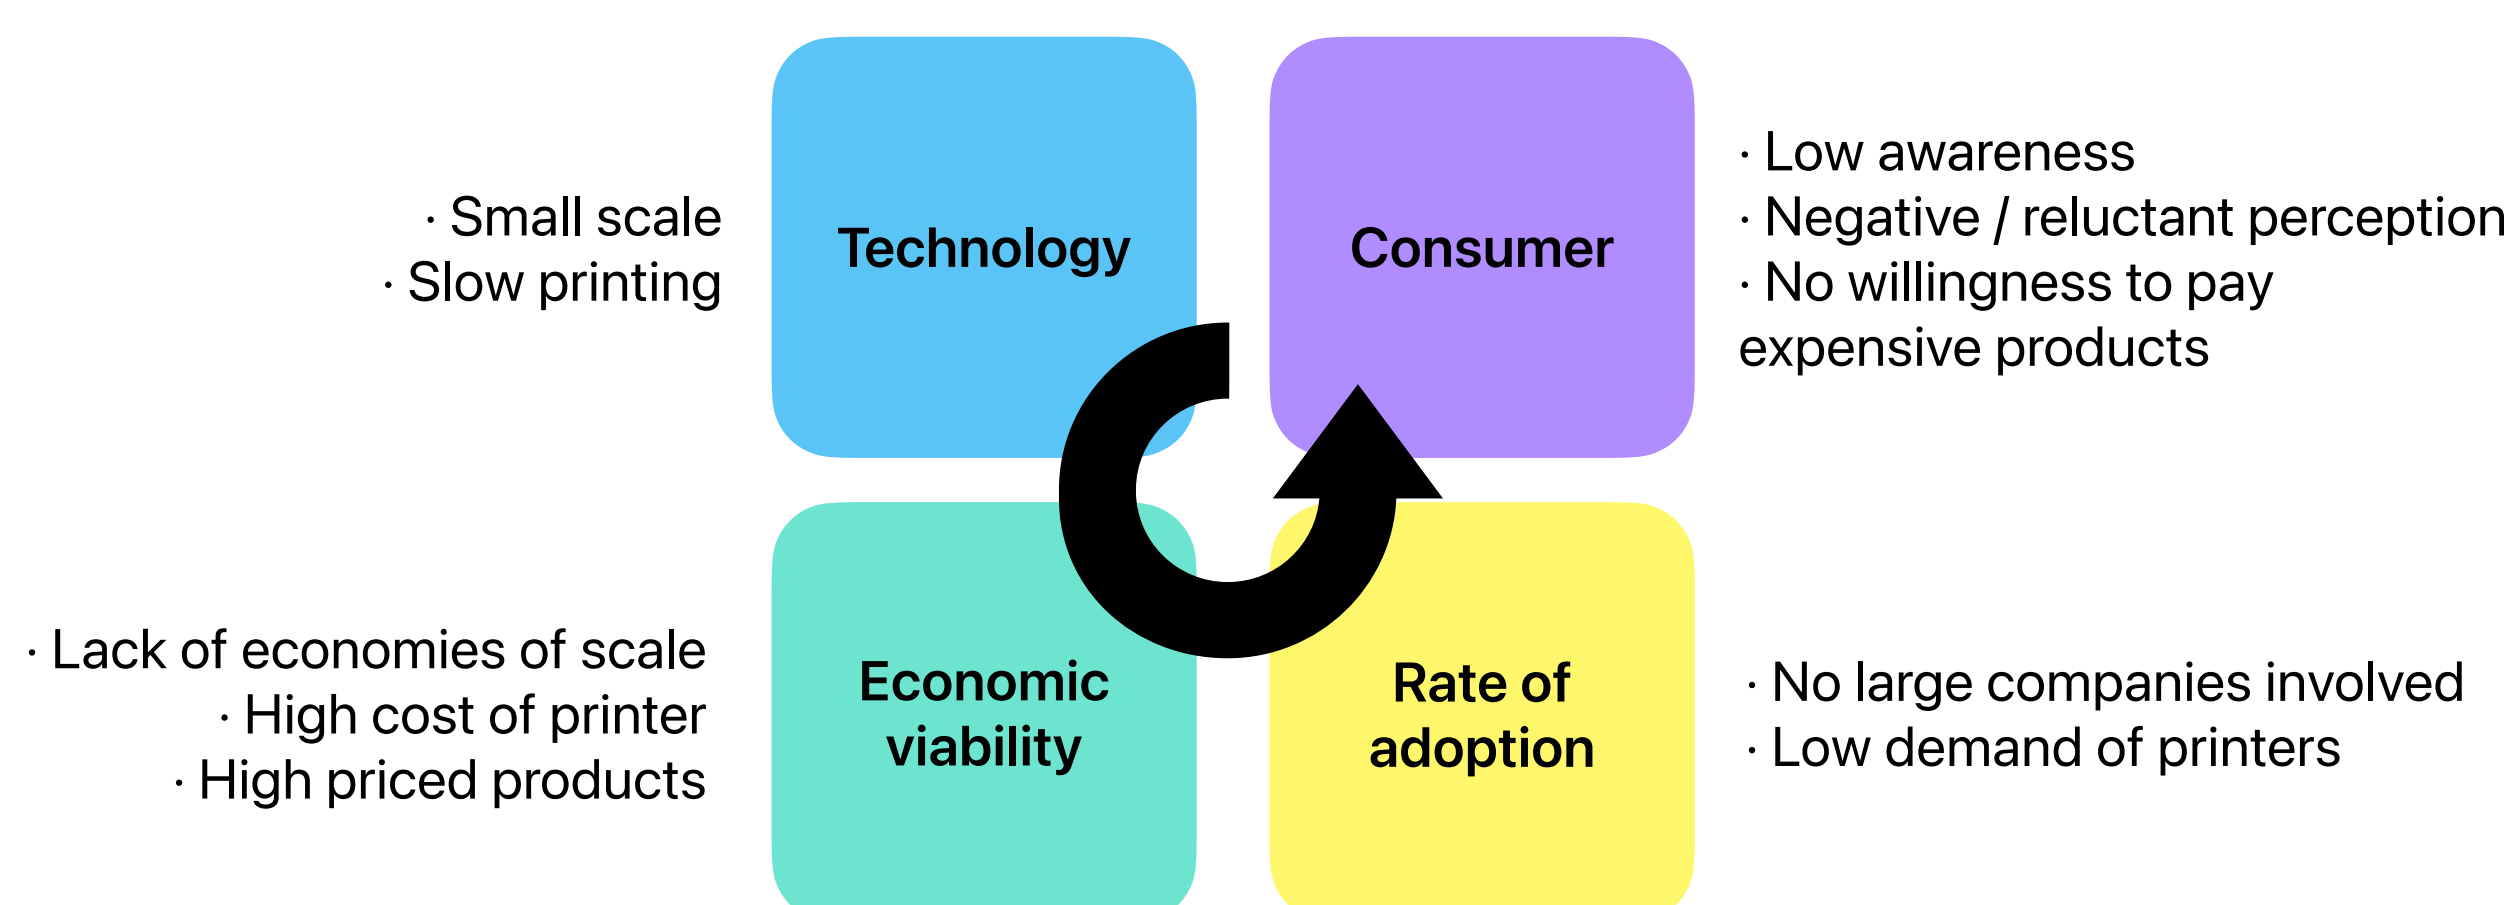 Technology
· Small scale
· Slow printing
Consumer
· Low awareness
· Negative / reluctant perception
· No willingness to pay
expensive products
Economic
viability
· Lack of economies of scale
· High cost of printer
· High priced products
Rate of
adoption
· No large companies involved
· Low demand of printers